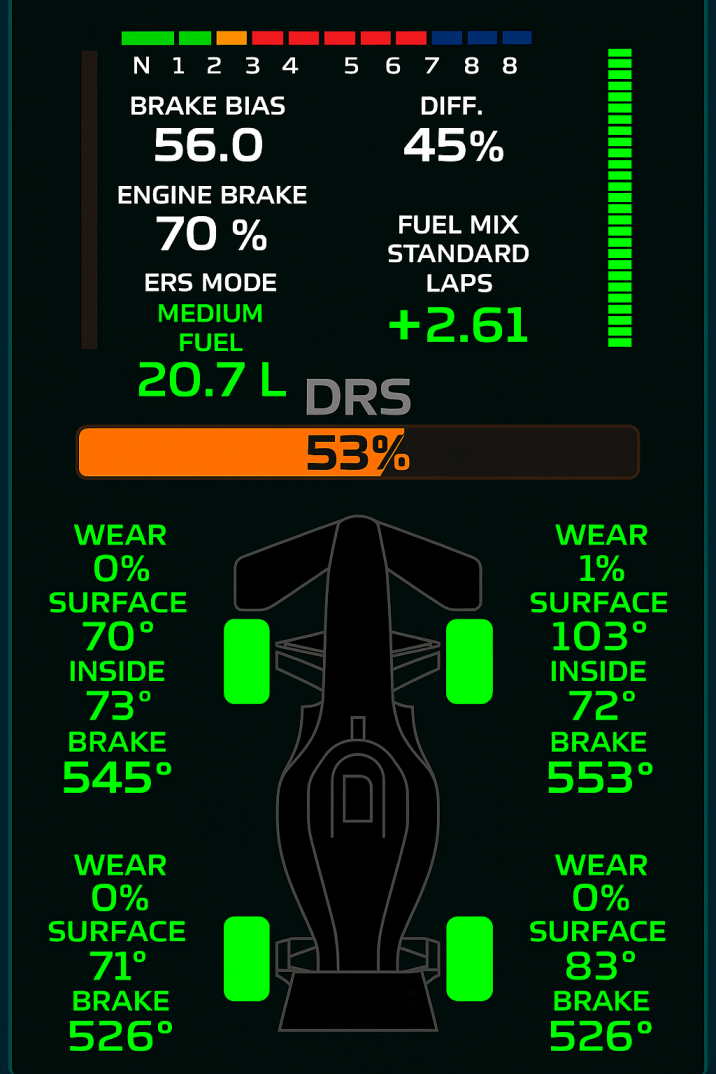 N 1 2 3 4 5 6 7 8 8
BRAKE BIAS
56.0
DIFF.
45%
ENGINE BRAKE
70 %
FUEL MIX
STANDARD
LAPS
+2.61
ERS MODE
MEDIUM
FUEL
20.7 L
DRS
53%
WEAR
0%
SURFACE
70°
INSIDE
73°
BRAKE
545°
WEAR
1%
SURFACE
103°
INSIDE
72°
BRAKE
553°
WEAR
0%
SURFACE
71°
BRAKE
526°
WEAR
0%
SURFACE
83°
BRAKE
526°